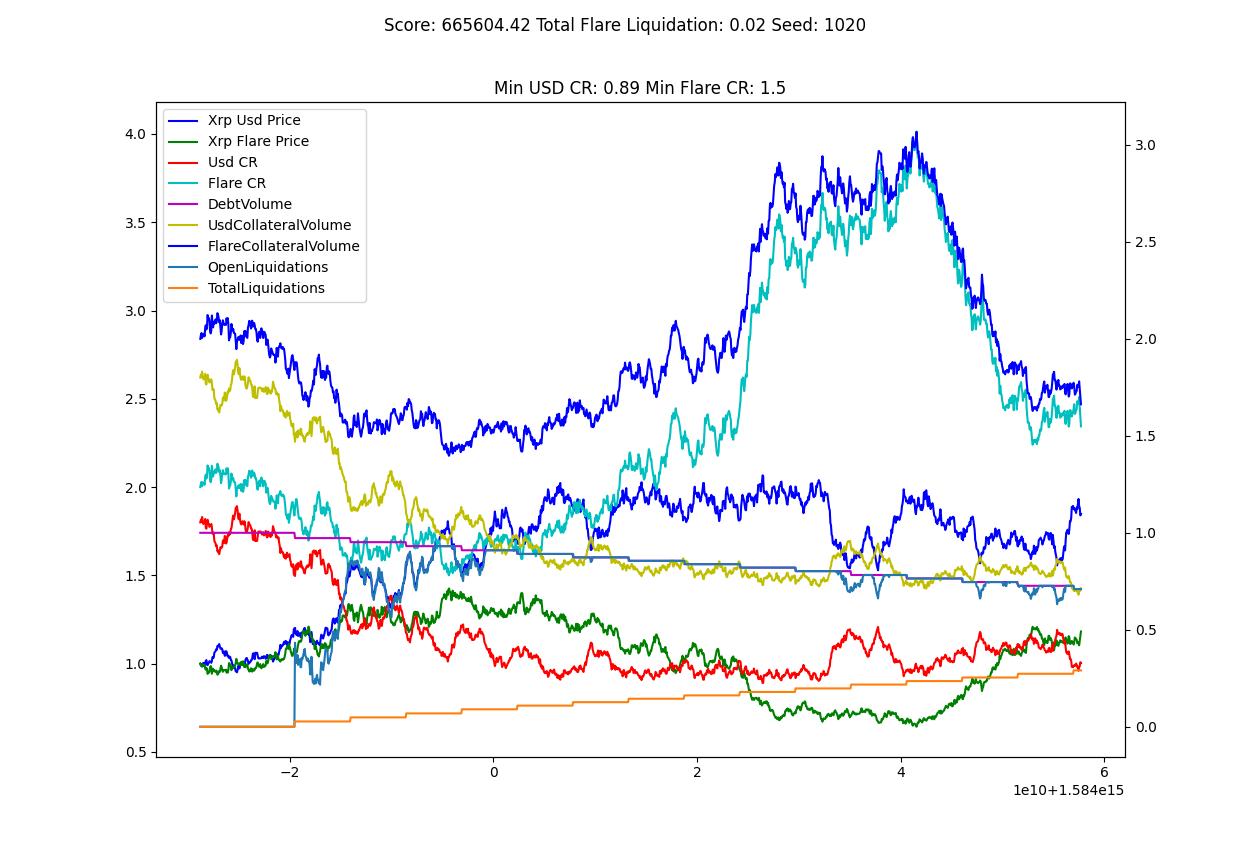 Score: 665604.42 Total Flare Liquidation: 0.02 Seed: 1020
Min USD CR: 0.89 Min Flare CR: 1.5
Xrp Usd Price
Xrp Flare Price
Usd CR
Flare CR
DebtVolume
UsdCollateralVolume
FlareCollateralVolume
OpenLiquidations
TotalLiquidations
4.0
3.5
3.0
2.5
2.0
1.5
1.0
0.5
3.0
2.5
2.0
1.5
1.0
0.5
0.0
−2
0
2
4
6
1e10+1.584e15